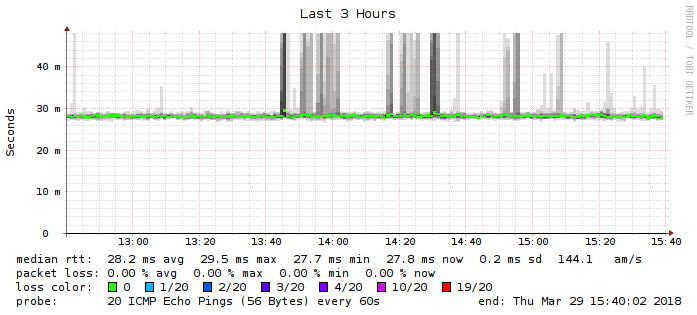 Last 3 Hours
RRDTOOL / TOBI OETIKER
Seconds
40 m
30 m
20 m
10 m
0
13:00 13:20 13:40 14:00 14:20 14:40 15:00 15:20 15:40
median rtt: 28.2 ms avg 29.5 ms max 27.7 ms min 27.8 ms now 0.2 ms sd 144.1 am/s
packet loss: 0.00 % avg 0.00 % max 0.00 % min 0.00 % now
loss color: 0 1/20 2/20 3/20 4/20 10/20 19/20
probe: 20 ICMP Echo Pings (56 Bytes) every 60s end: Thu Mar 29 15:40:02 2018